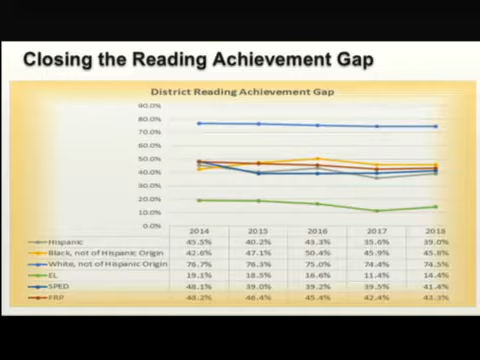 Closing the Reading Achievement Gap
District Reading Achievement Gap
90.0%
80.0%
70.0%
60.0%
50.0%
40.0%
30.0%
20.0%
10.0%
0.0%
2014 2015 2016 2017 2018
Hispanic 45.5% 40.2% 43.3% 35.6% 39.0%
Black, not of Hispanic Origin 42.6% 47.1% 50.4% 45.9% 45.8%
White, not of Hispanic Origin 76.7% 76.3% 75.0% 74.4% 74.5%
EL 19.1% 18.5% 16.6% 11.4% 14.4%
SPED 48.1% 39.0% 39.2% 39.5% 41.4%
FRP 48.2% 46.4% 45.4% 42.4% 43.3%